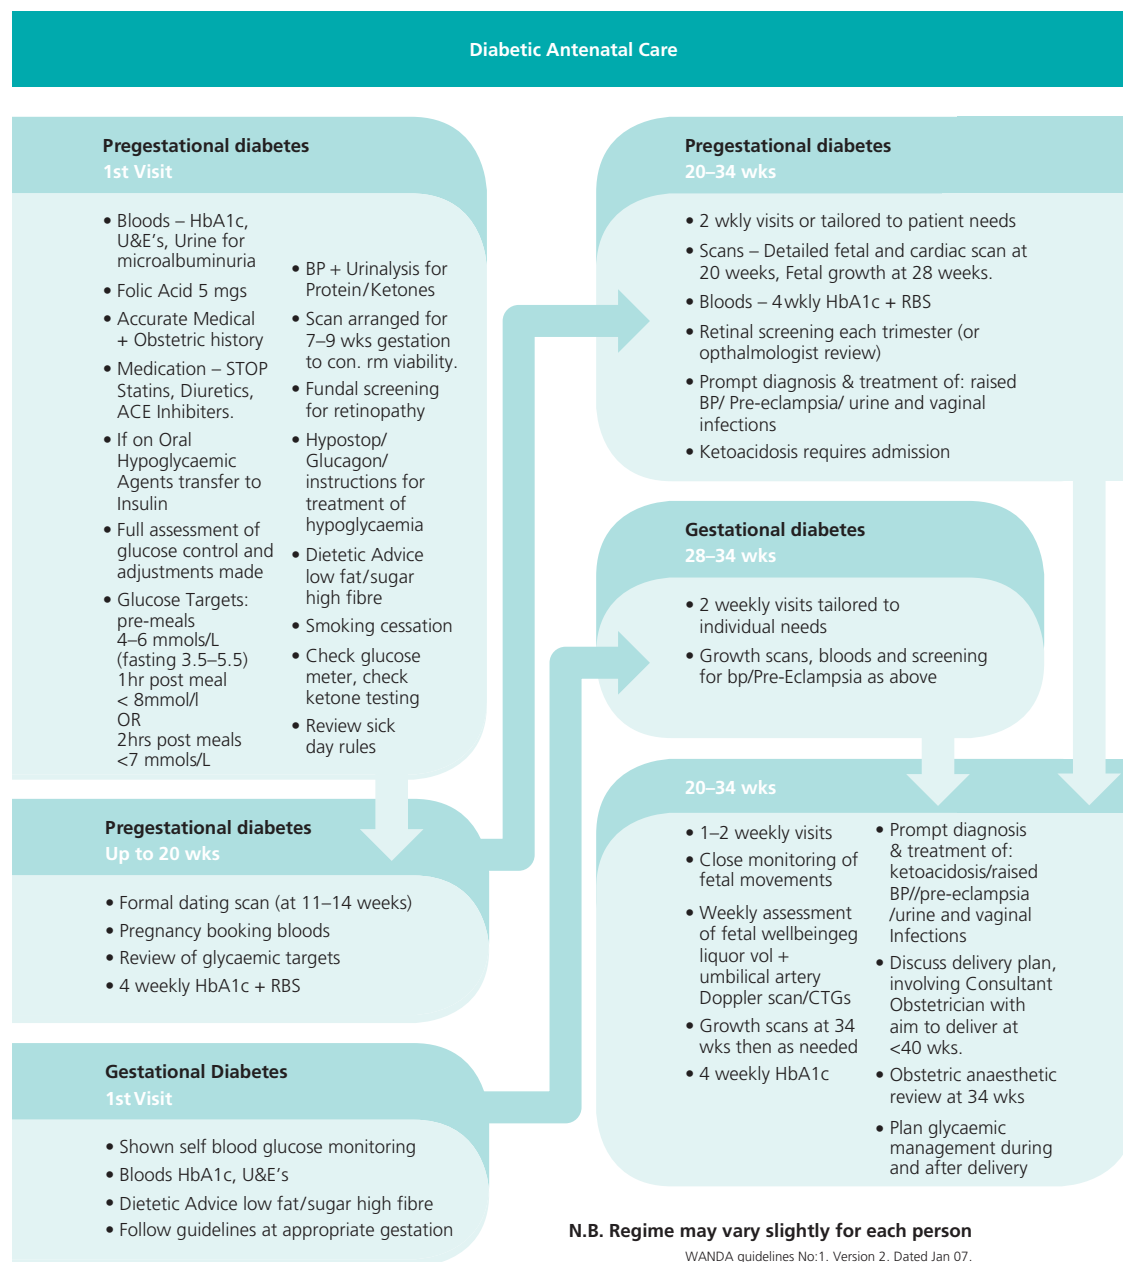 Diabetic Antenatal Care
Pregestational diabetes
1st Visit
• Bloods – HbA1c,
U&E's, Urine for
microalbuminuria
• Folic Acid 5 mgs
• Accurate Medical
+ Obstetric history
• Medication – STOP
Statins, Diuretics,
ACE Inhibiters.
• If on Oral
Hypoglycaemic
Agents transfer to
Insulin
• Full assessment of
glucose control and
adjustments made
• Glucose Targets:
pre-meals
4–6 mmols/L
(fasting 3.5–5.5)
1hr post meal
< 8mmol/l
OR
2hrs post meals
<7 mmols/L
• BP + Urinalysis for
Protein/Ketones
• Scan arranged for
7–9 wks gestation
to con. rm viability.
• Fundal screening
for retinopathy
• Hypostop/
Glucagon/
instructions for
treatment of
hypoglycaemia
• Dietetic Advice
low fat/sugar
high fibre
• Smoking cessation
• Check glucose
meter, check
ketone testing
• Review sick
day rules
Pregestational diabetes
Up to 20 wks
• Formal dating scan (at 11–14 weeks)
• Pregnancy booking bloods
• Review of glycaemic targets
• 4 weekly HbA1c + RBS
Gestational Diabetes
1st Visit
• Shown self blood glucose monitoring
• Bloods HbA1c, U&E's
• Dietetic Advice low fat/sugar high fibre
• Follow guidelines at appropriate gestation
Pregestational diabetes
20–34 wks
• 2 wkly visits or tailored to patient needs
• Scans – Detailed fetal and cardiac scan at
20 weeks, Fetal growth at 28 weeks.
• Bloods – 4 wkly HbA1c + RBS
• Retinal screening each trimester (or
opthalmologist review)
• Prompt diagnosis & treatment of: raised
BP/ Pre-eclampsia/ urine and vaginal
infections
• Ketoacidosis requires admission
Gestational diabetes
28–34 wks
• 2 weekly visits tailored to
individual needs
• Growth scans, bloods and screening
for bp/Pre-Eclampsia as above
20–34 wks
• 1–2 weekly visits
• Close monitoring of
fetal movements
• Weekly assessment
of fetal wellbeingeg
liquor vol +
umbilical artery
Doppler scan/CTGs
• Growth scans at 34
wks then as needed
• 4 weekly HbA1c
• Prompt diagnosis
& treatment of:
ketoacidosis/raised
BP//pre-eclampsia
/urine and vaginal
Infections
• Discuss delivery plan,
involving Consultant
Obstetrician with
aim to deliver at
<40 wks.
• Obstetric anaesthetic
review at 34 wks
• Plan glycaemic
management during
and after delivery
N.B. Regime may vary slightly for each person
WANDA guidelines No:1. Version 2. Dated Jan 07.